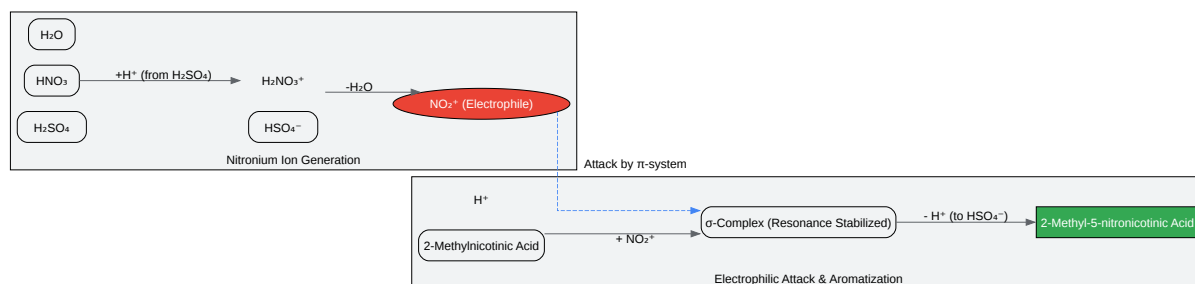 H₂O
HNO₃
+H⁺ (from H₂SO₄)
H₂NO₃⁺
-H₂O
NO₂⁺ (Electrophile)
H₂SO₄
HSO₄⁻
Nitronium Ion Generation
Attack by π-system
H⁺
2-Methylnicotinic Acid
+ NO₂⁺
σ-Complex (Resonance Stabilized)
- H⁺ (to HSO₄⁻)
2-Methyl-5-nitronicotinic Acid
Electrophilic Attack & Aromatization